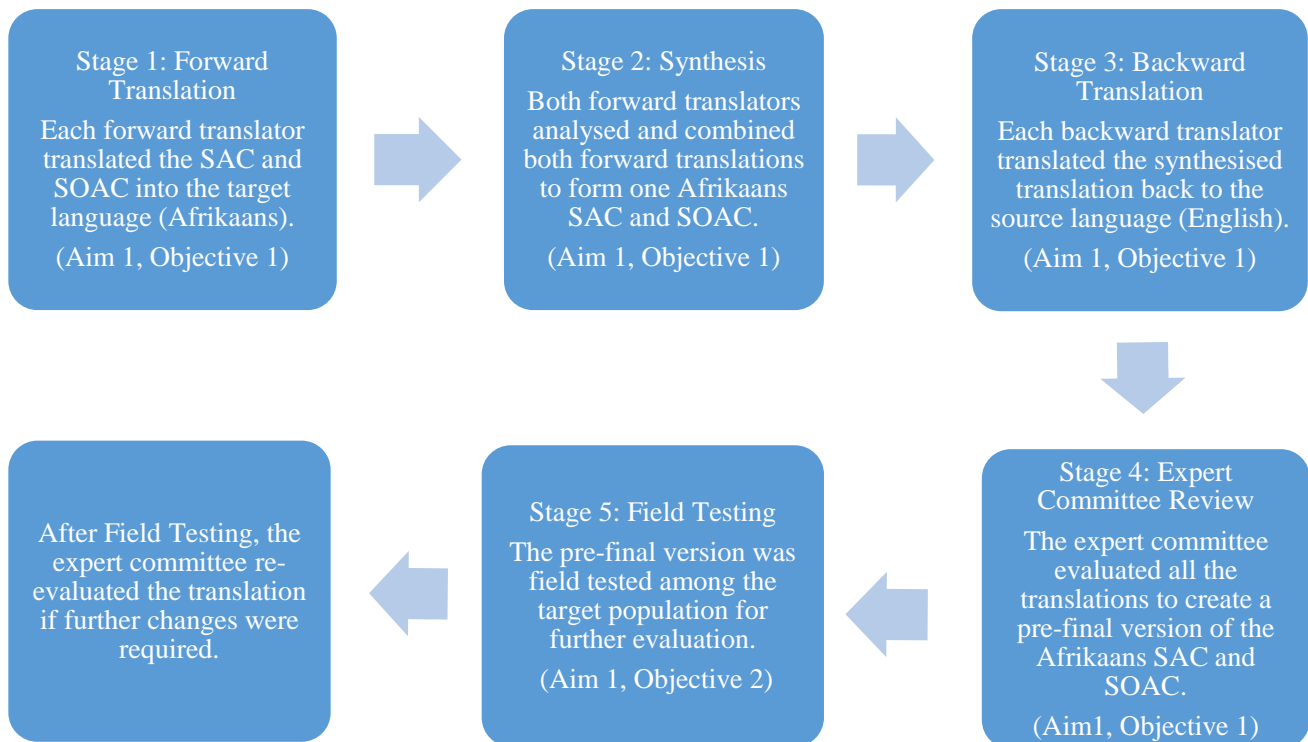 Stage 1: Forward
Translation
Each forward translator
translated the SAC and
SOAC into the target
language (Afrikaans).
(Aim 1, Objective 1)
Stage 2: Synthesis
Both forward translators
analysed and combined
both forward translations
to form one Afrikaans
SAC and SOAC.
(Aim 1, Objective 1)
Stage 3: Backward
Translation
Each backward translator
translated the synthesised
translation back to the
source language (English).
(Aim 1, Objective 1)
Stage 4: Expert
Committee Review
The expert committee
evaluated all the
translations to create a
pre-final version of the
Afrikaans SAC and
SOAC.
(Aim1, Objective 1)
Stage 5: Field Testing
The pre-final version was
field tested among the
target population for
further evaluation.
(Aim 1, Objective 2)
After Field Testing, the
expert committee re-
evaluated the translation
if further changes were
required.